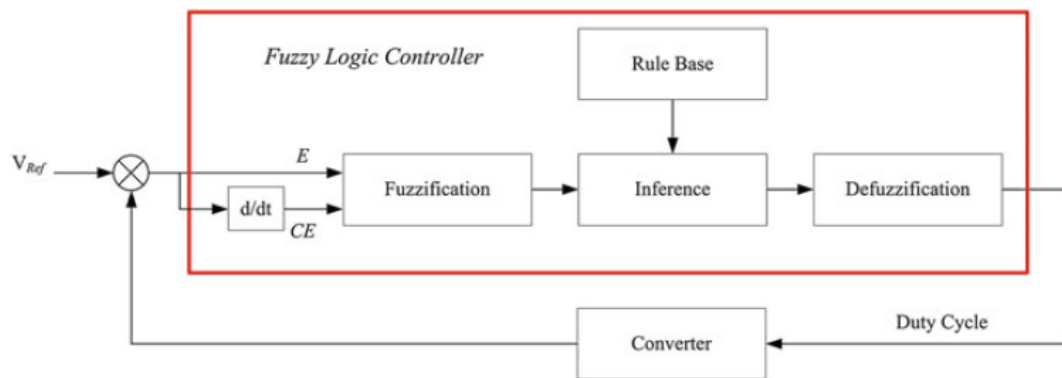 Fuzzy Logic Controller
Rule Base
V_Ref
E
Fuzzification
Inference
Defuzzification
d/dt
CE
Duty Cycle
Converter